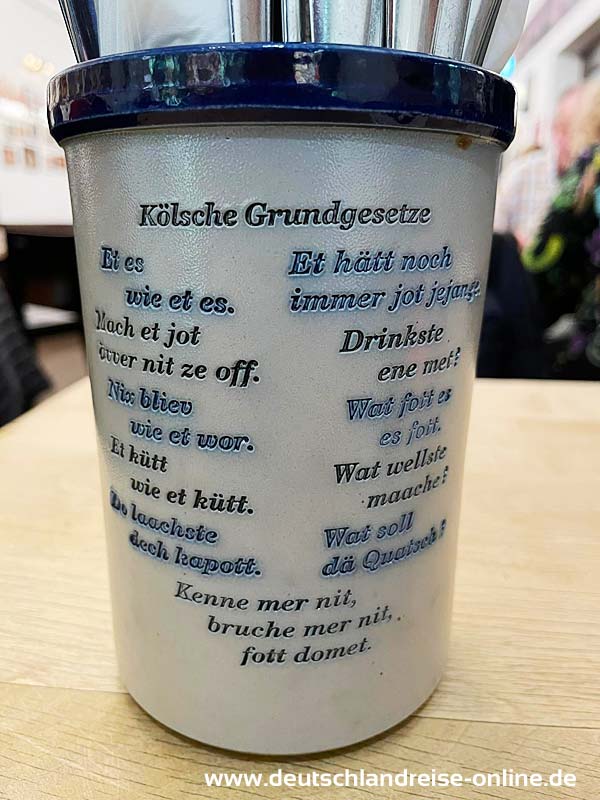 Kölsche Grundgesetze
Et es
wie et es.
Mach et jot
ävver nit ze off.
Nix bliev
wie et wor.
Et kütt
wie et kütt.
Do laachste
dech kapott.
Et hätt noch
immer jot jejange.
Drinkste
ene met?
Wat fott es
es fott.
Wat wellste
maache?
Wat soll
dä Quatsch?
Kenne mer nit,
bruche mer nit,
fott domet.
www.deutschlandreise-online.de